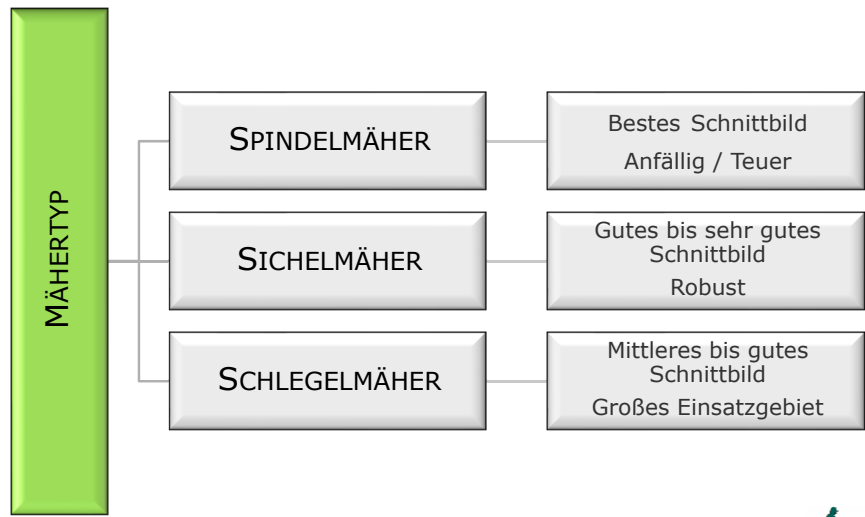 MÄHERTYP
SPINDELMÄHER
Bestes Schnittbild
Anfällig / Teuer
SICHELMÄHER
Gutes bis sehr gutes
Schnittbild
Robust
SCHLEGELMÄHER
Mittleres bis gutes
Schnittbild
Großes Einsatzgebiet